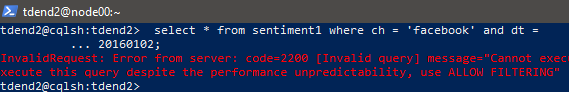 tdend2@node00:~
tdend2@cqlsh:tdend2>  select * from sentiment1 where ch = 'facebook' and dt =
... 20160102;
InvalidRequest: Error from server: code=2200 [Invalid query] message="Cannot exec
xecute this query despite the performance unpredictability, use ALLOW FILTERING"
tdend2@cqlsh:tdend2>